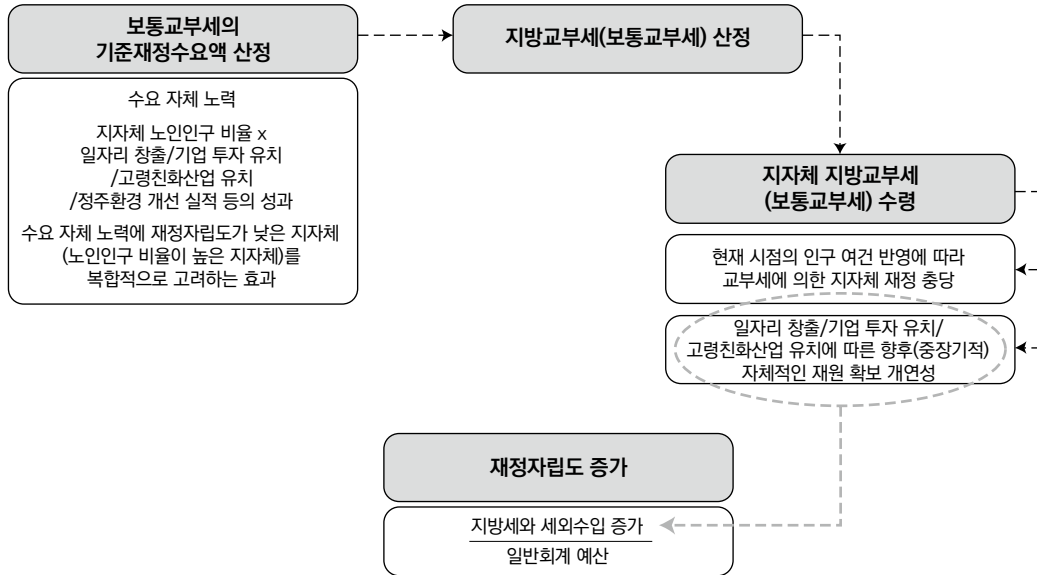 보통교부세의
기준재정수요액 산정
수요 자체 노력
지자체 노인인구 비율 x
일자리 창출/기업 투자 유치
/고령친화산업 유치
/정주환경 개선 실적 등의 성과
수요 자체 노력에 재정자립도가 낮은 지자체
(노인인구 비율이 높은 지자체)를
복합적으로 고려하는 효과
지방교부세(보통교부세) 산정
지자체 지방교부세
(보통교부세) 수령
현재 시점의 인구 여건 반영에 따라
교부세에 의한 지자체 재정 충당
일자리 창출/기업 투자 유치/
고령친화산업 유치에 따른 향후(중장기적)
자체적인 재원 확보 개연성
재정자립도 증가
지방세와 세외수입 증가
일반회계 예산